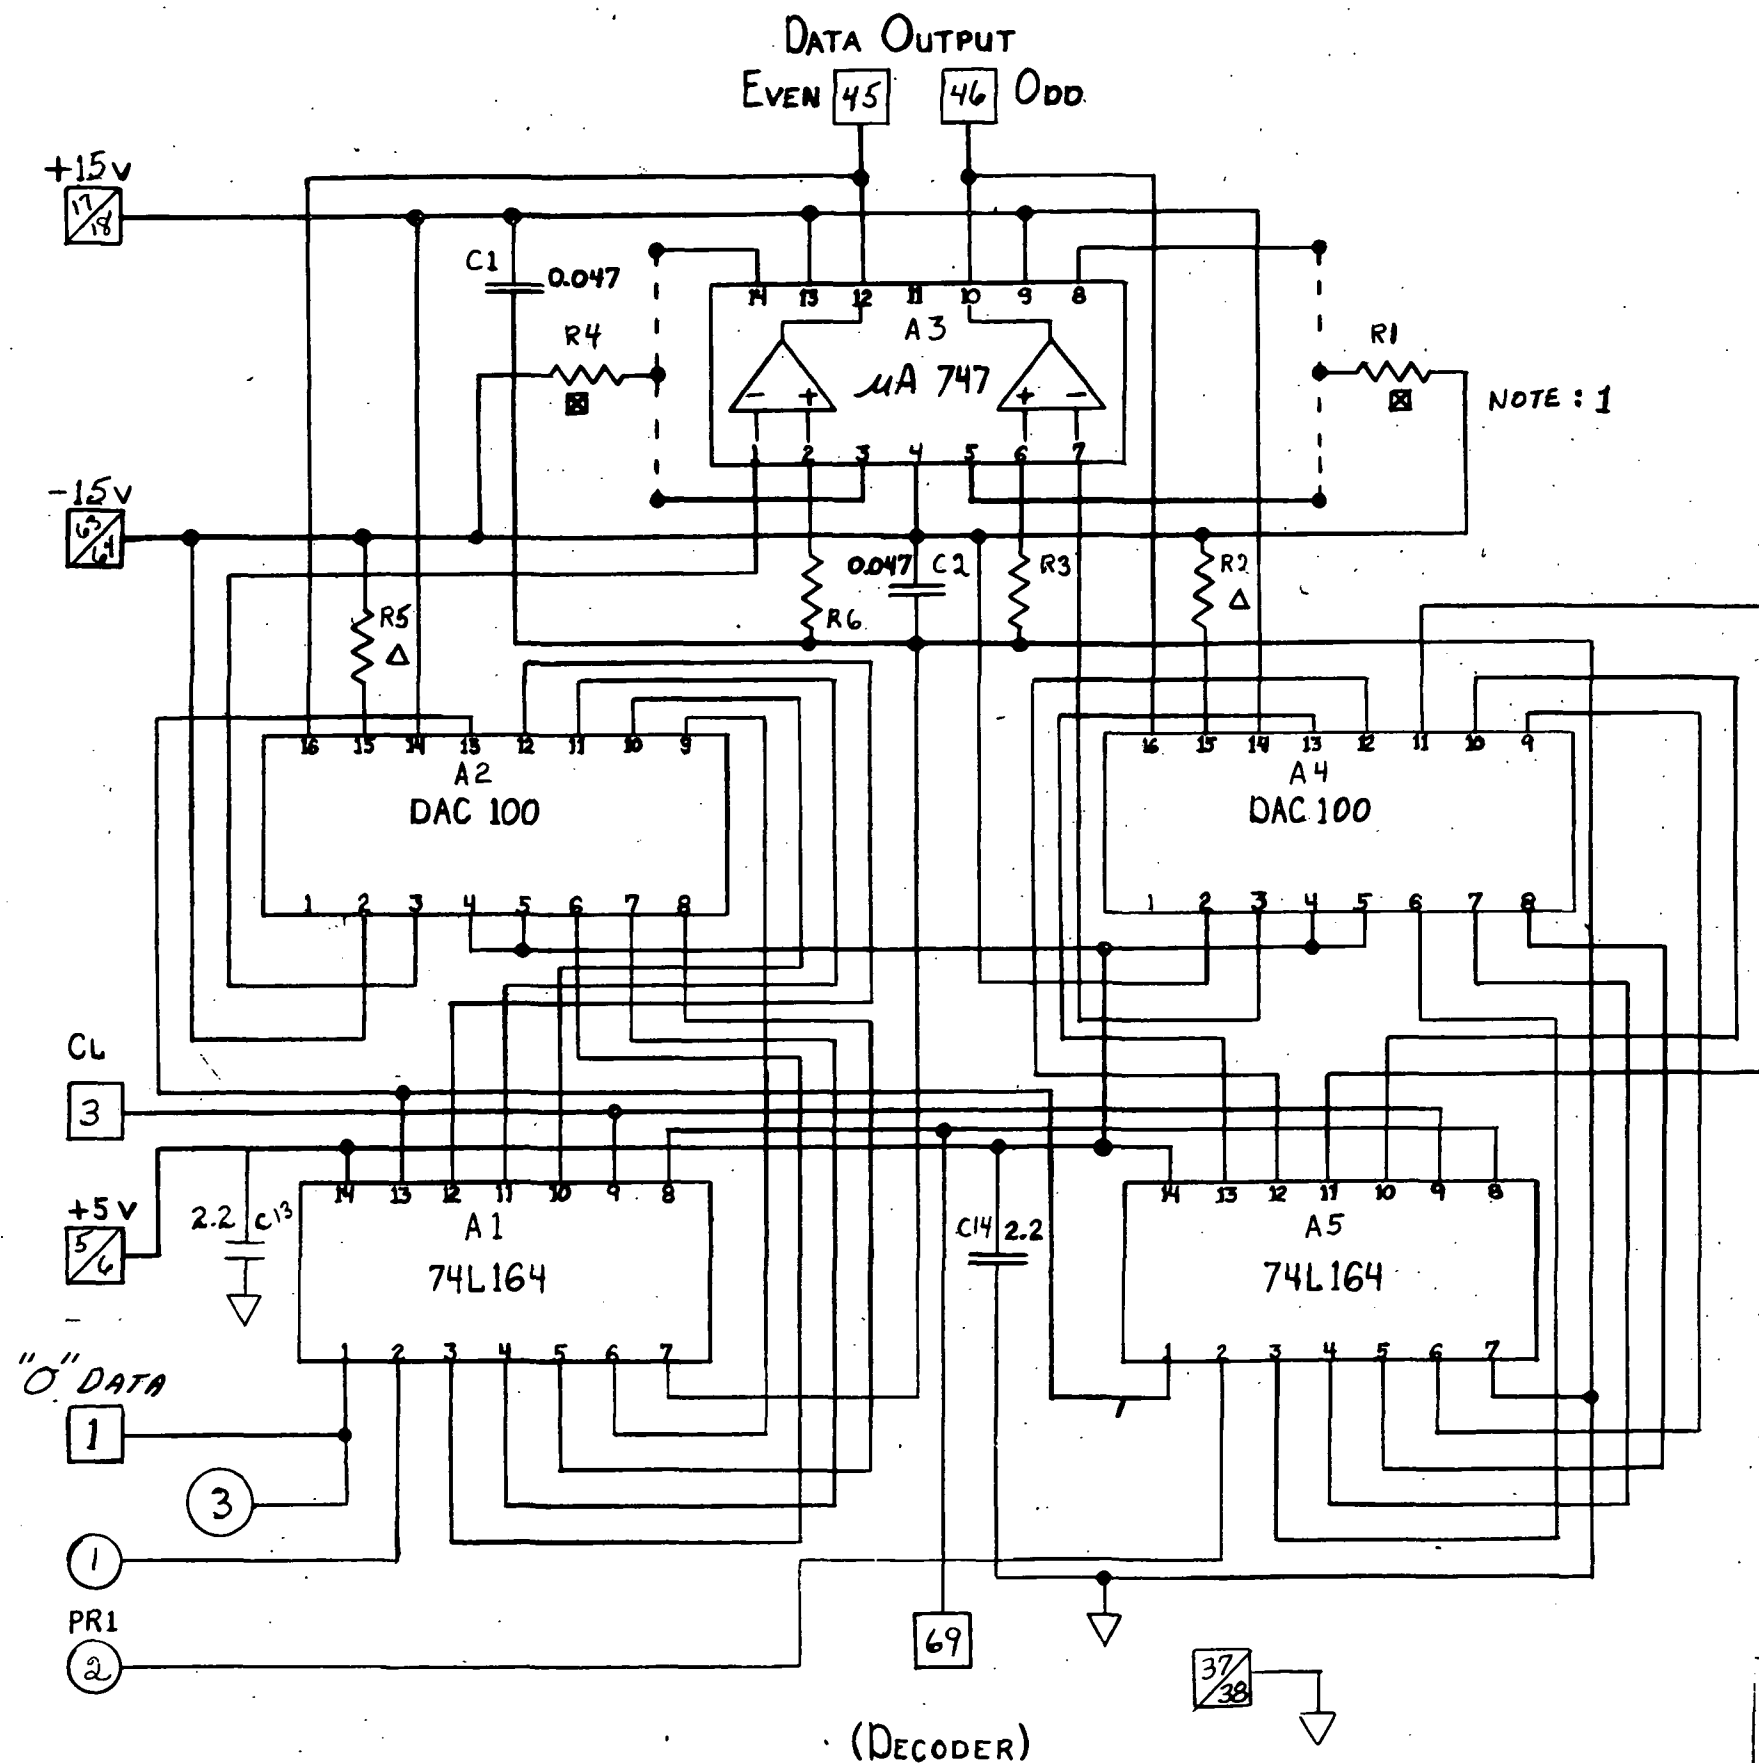 DATA OUTPUT
EVEN 45 46 ODD
+15v
17/18
C1 0.047
14 13 12 11 10 9 8
A3
µA 747
- + + -
1 2 3 4 5 6 7
R4
R1
NOTE : 1
-15v
63/64
0.047 C2
R3
R2
△
R5
△
R6
16 15 14 13 12 11 10 9
A2
DAC 100
1 2 3 4 5 6 7 8
16 15 14 13 12 11 10 9
A4
DAC 100
1 2 3 4 5 6 7 8
CL
3
+5v
5/6
2.2 C13
14 13 12 11 10 9 8
A1
74L164
1 2 3 4 5 6 7
C14 2.2
14 13 12 11 10 9 8
A5
74L164
1 2 3 4 5 6 7
"O" DATA
1
3
1
PR1
2
69
37/38
(DECODER)